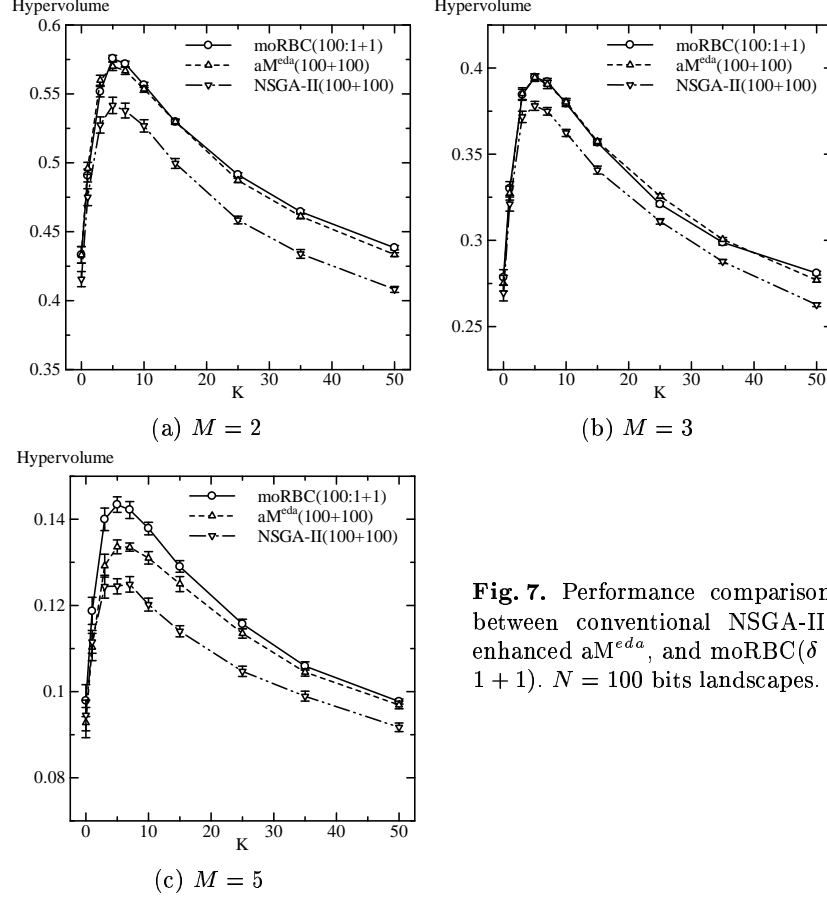 Hypervolume
0.6
0.55
0.5
0.45
0.4
0.35
moRBC(100:1+1)
aM^eda(100+100)
NSGA-II(100+100)
0 10 20 30 40 50
K
(a) M = 2
Hypervolume
0.4
0.35
0.3
0.25
moRBC(100:1+1)
aM^eda(100+100)
NSGA-II(100+100)
0 10 20 30 40 50
K
(b) M = 3
Hypervolume
0.14
0.12
0.1
0.08
moRBC(100:1+1)
aM^eda(100+100)
NSGA-II(100+100)
0 10 20 30 40 50
K
(c) M = 5
Fig. 7. Performance comparison
between conventional NSGA-II
enhanced aM^eda, and moRBC(δ
1 + 1). N = 100 bits landscapes.